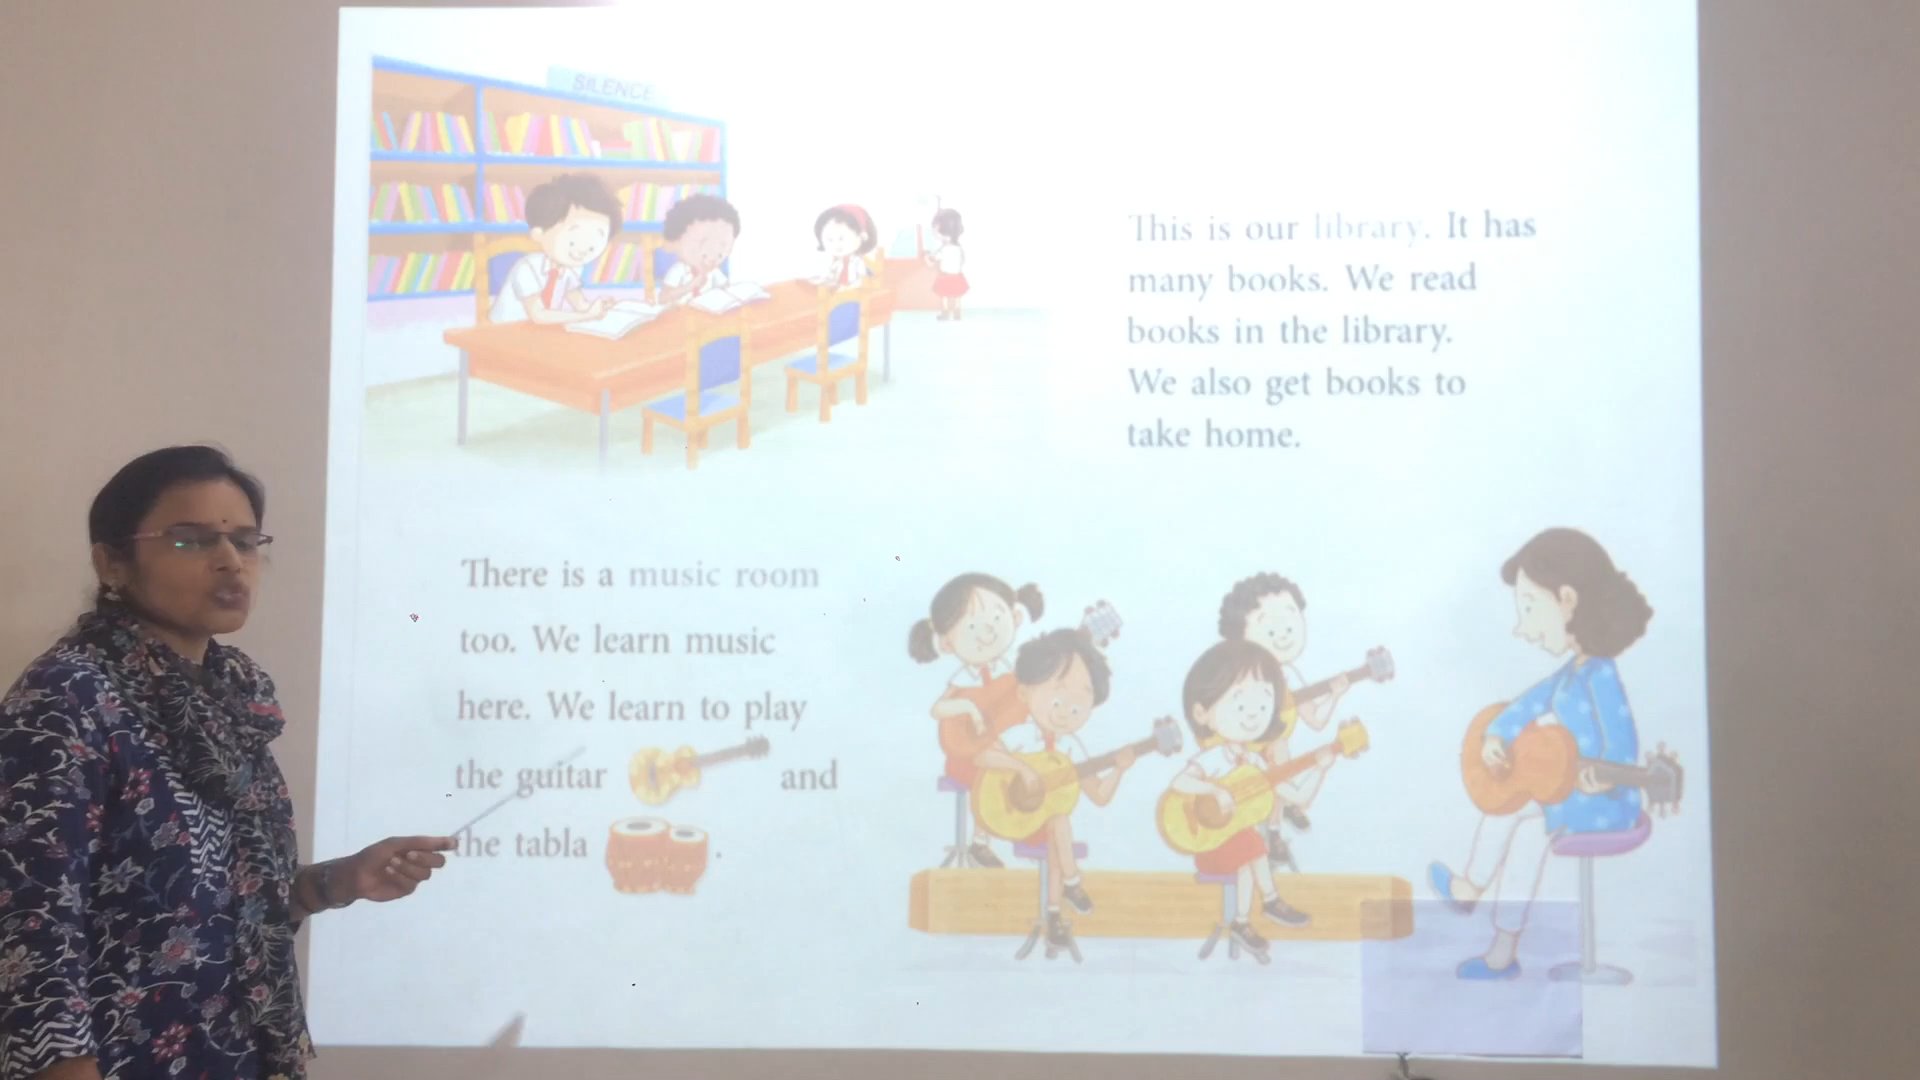 SILENCE
This is our library. It has
many books. We read
books in the library.
We also get books to
take home.
There is a music room
too. We learn music
here. We learn to play
the guitar and
the tabla .